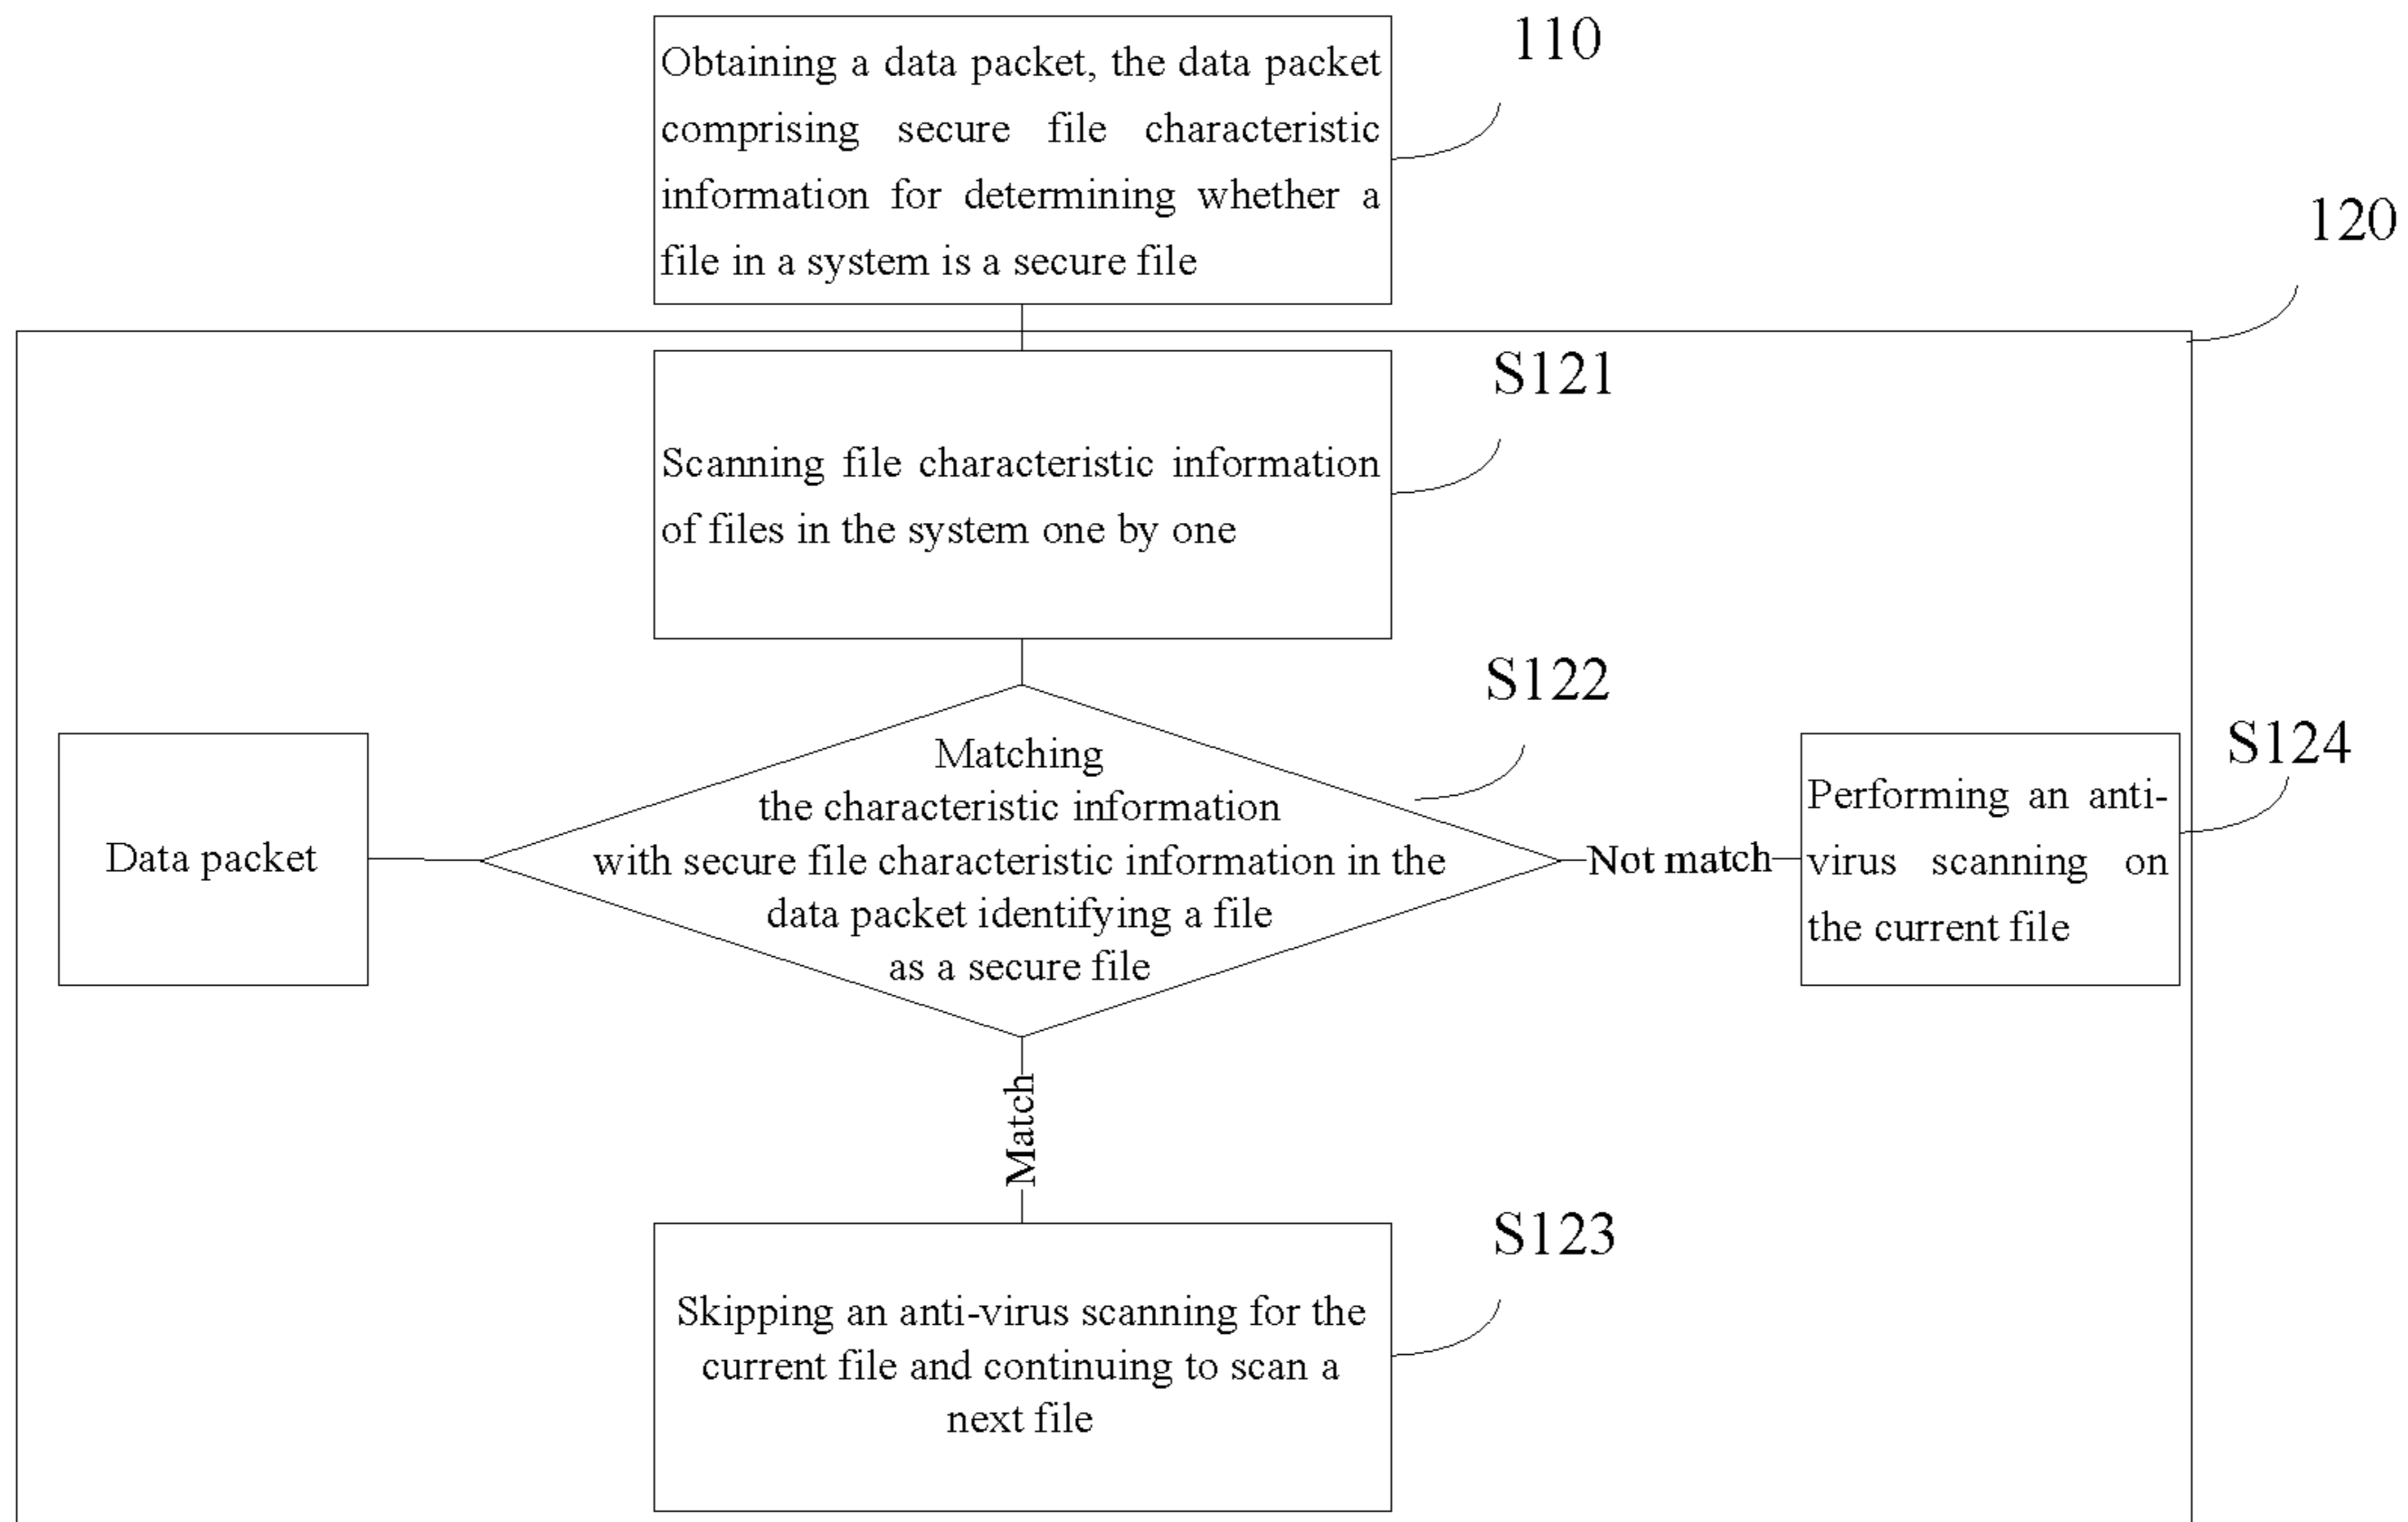 Obtaining a data packet, the data packet
comprising secure file characteristic
information for determining whether a
file in a system is a secure file
110
120
Scanning file characteristic information
of files in the system one by one
S121
Matching
the characteristic information
with secure file characteristic information in the
data packet identifying a file
as a secure file
S122
Data packet
Not match
Performing an anti-
virus scanning on
the current file
S124
Match
Skipping an anti-virus scanning for the
current file and continuing to scan a
next file
S123